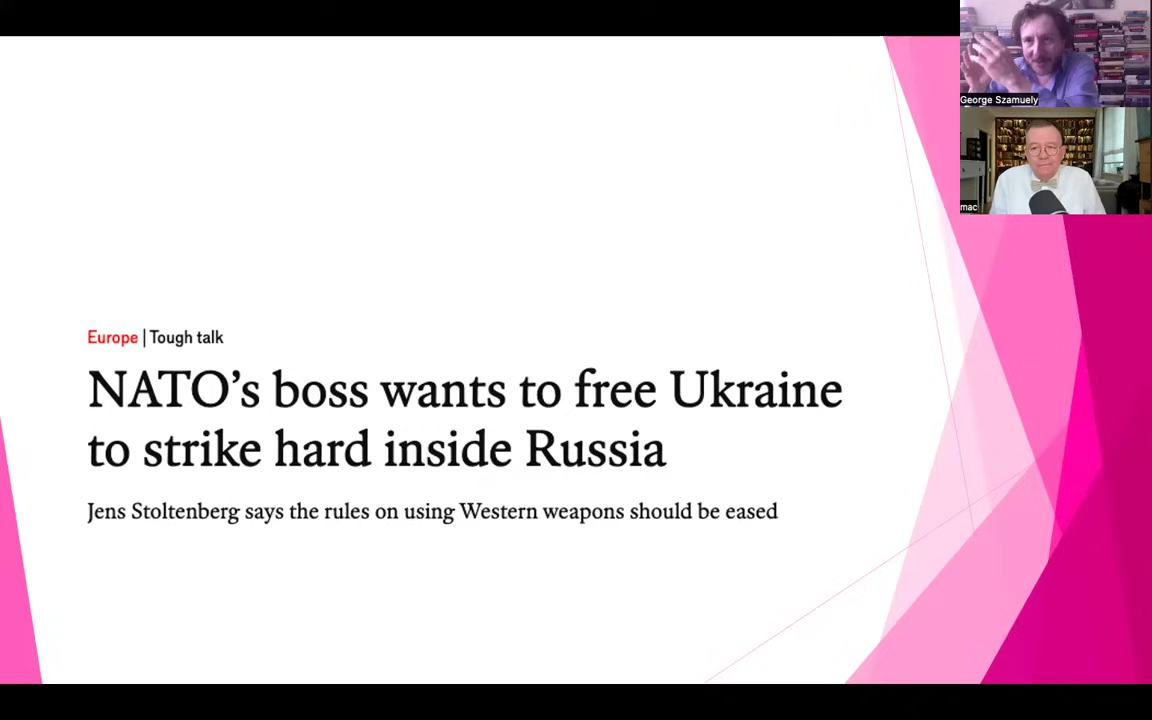 George Szamuely
mac
Europe | Tough talk
NATO’s boss wants to free Ukraine
to strike hard inside Russia
Jens Stoltenberg says the rules on using Western weapons should be eased